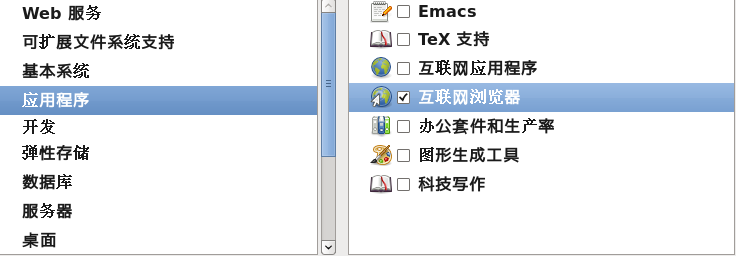 Web 服务
可扩展文件系统支持
基本系统
应用程序
开发
弹性存储
数据库
服务器
桌面
Emacs
TeX 支持
互联网应用程序
互联网浏览器
办公套件和生产率
图形生成工具
科技写作